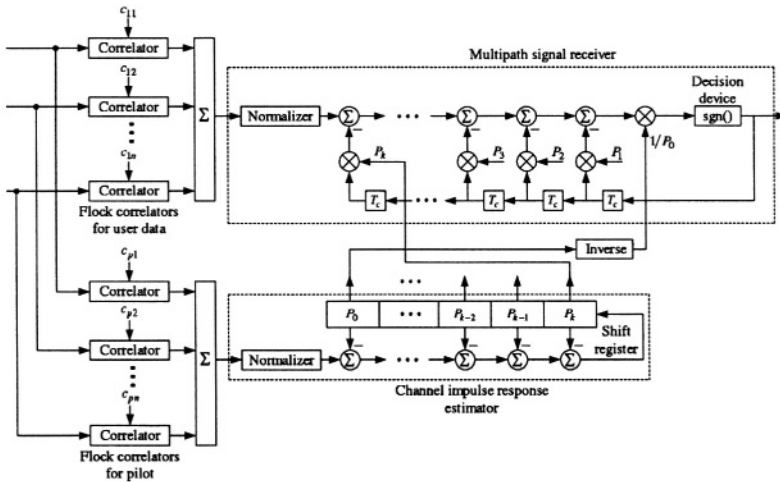 c11
Correlator
c12
Correlator
c1n
Correlator
Flock correlators
for user data
Σ
Multipath signal receiver
Normalizer
Σ
Σ
Σ
Σ
Decision
device
sgn()
1/P0
Pk
P3
P2
P1
Tc
Tc
Tc
Tc
Inverse
cp1
Correlator
cp2
Correlator
cpn
Correlator
Flock correlators
for pilot
Σ
P0
Pk−2
Pk−1
Pk
Shift
register
Normalizer
Σ
Σ
Σ
Σ
Channel impulse response
estimator